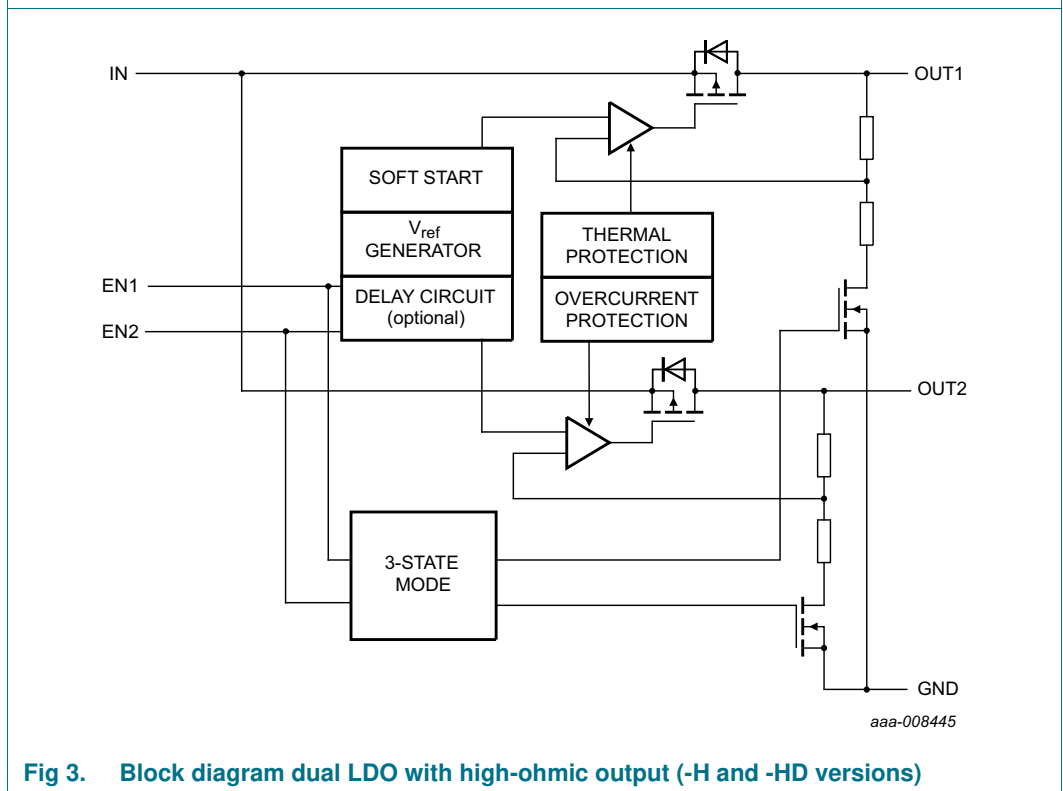 IN
OUT1
SOFT START
Vref
GENERATOR
THERMAL
PROTECTION
EN1
DELAY CIRCUIT
(optional)
OVERCURRENT
PROTECTION
EN2
OUT2
3-STATE
MODE
GND
aaa-008445
Fig 3. Block diagram dual LDO with high-ohmic output (-H and -HD versions)